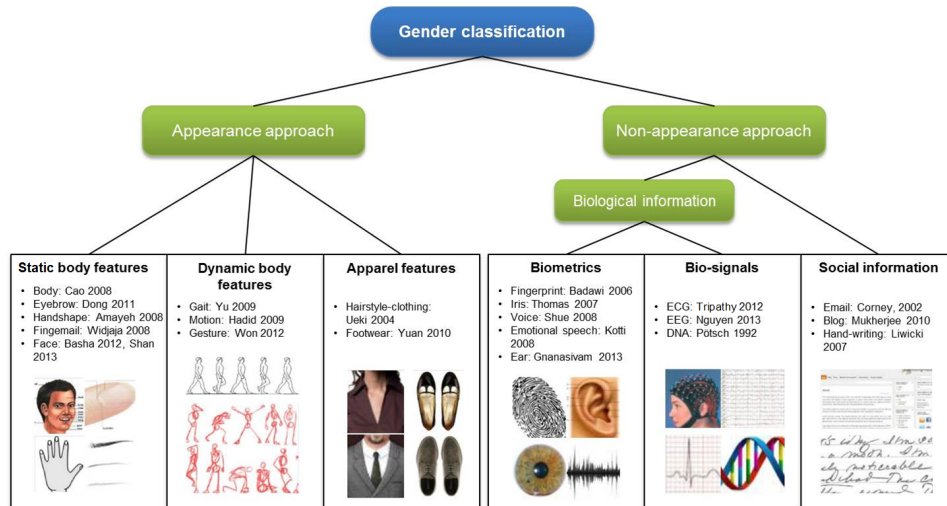 Gender classification
Appearance approach
Non-appearance approach
Biological information
Static body features
• Body: Cao 2008
• Eyebrow: Dong 2011
• Handshape: Amayeh 2008
• Fingemail: Widjaja 2008
• Face: Basha 2012, Shan
2013
Dynamic body
features
• Gait: Yu 2009
• Motion: Hadid 2009
• Gesture: Won 2012
Apparel features
• Hairstyle-clothing:
Ueki 2004
• Footwear: Yuan 2010
Biometrics
• Fingerprint: Badawi 2006
• Iris: Thomas 2007
• Voice: Shue 2008
• Emotional speech: Kotti
2008
• Ear: Gnanasivam 2013
Bio-signals
• ECG: Tripathy 2012
• EEG: Nguyen 2013
• DNA: Pötsch 1992
Social information
• Email: Corney, 2002
• Blog: Mukherjee 2010
• Hand-writing: Liwicki
2007
a moon. I'm
noticeable